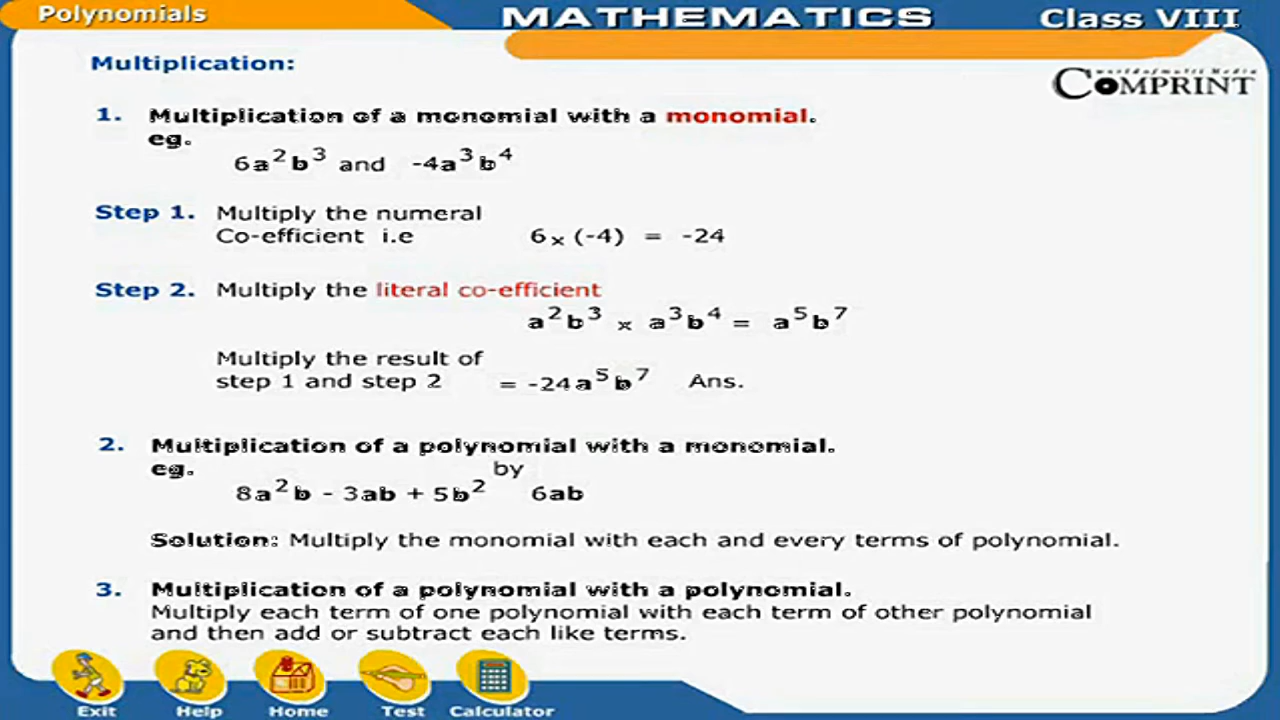 Polynomials
MATHEMATICS
Class VIII
world of multi Media
COMPRINT
Multiplication:
1. Multiplication of a monomial with a monomial.
eg.
6a²b³ and -4a³b⁴
Step 1. Multiply the numeral
Co-efficient i.e 6 x (-4) = -24
Step 2. Multiply the literal co-efficient
a²b³ x a³b⁴ = a⁵b⁷
Multiply the result of
step 1 and step 2 = -24a⁵b⁷ Ans.
2. Multiplication of a polynomial with a monomial.
eg. by
8a²b - 3ab + 5b² 6ab
Solution: Multiply the monomial with each and every terms of polynomial.
3. Multiplication of a polynomial with a polynomial.
Multiply each term of one polynomial with each term of other polynomial
and then add or subtract each like terms.
Exit Help Home Test Calculator